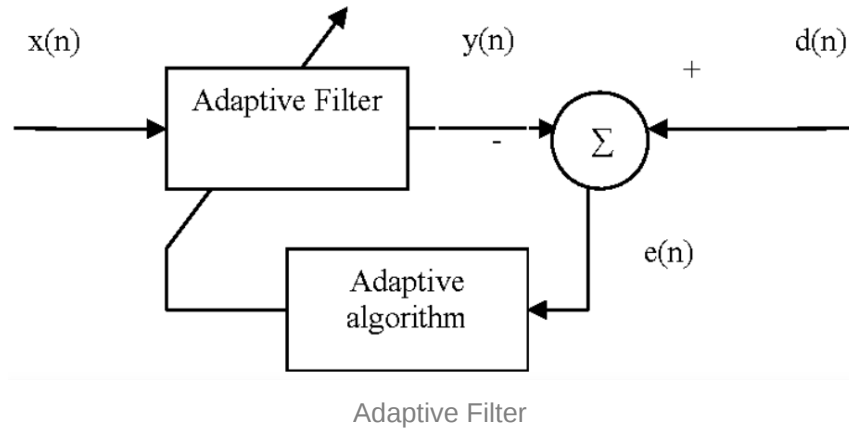 x(n)
y(n)
d(n)
+
Adaptive Filter
-
Σ
e(n)
Adaptive
algorithm
Adaptive Filter